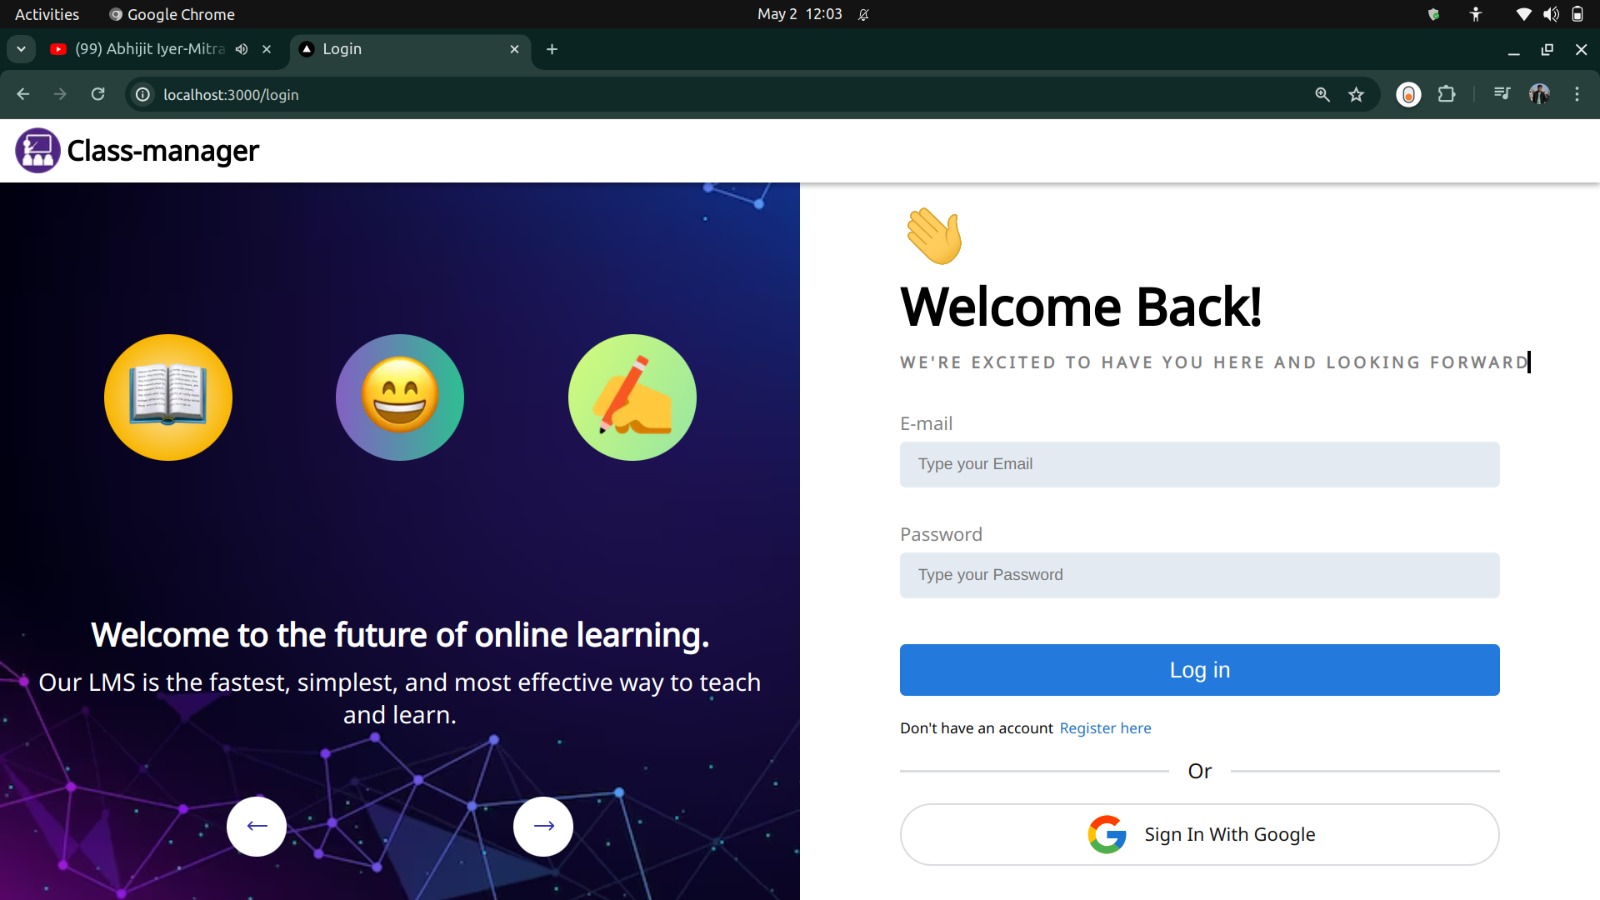 Activities
Google Chrome
May 2 12:03
(99) Abhijit Iyer-Mitra
Login
localhost:3000/login
Class-manager
Welcome Back!
WE'RE EXCITED TO HAVE YOU HERE AND LOOKING FORWARD
E-mail
Type your Email
Password
Type your Password
Log in
Don't have an account Register here
Or
Sign In With Google
Welcome to the future of online learning.
Our LMS is the fastest, simplest, and most effective way to teach
and learn.